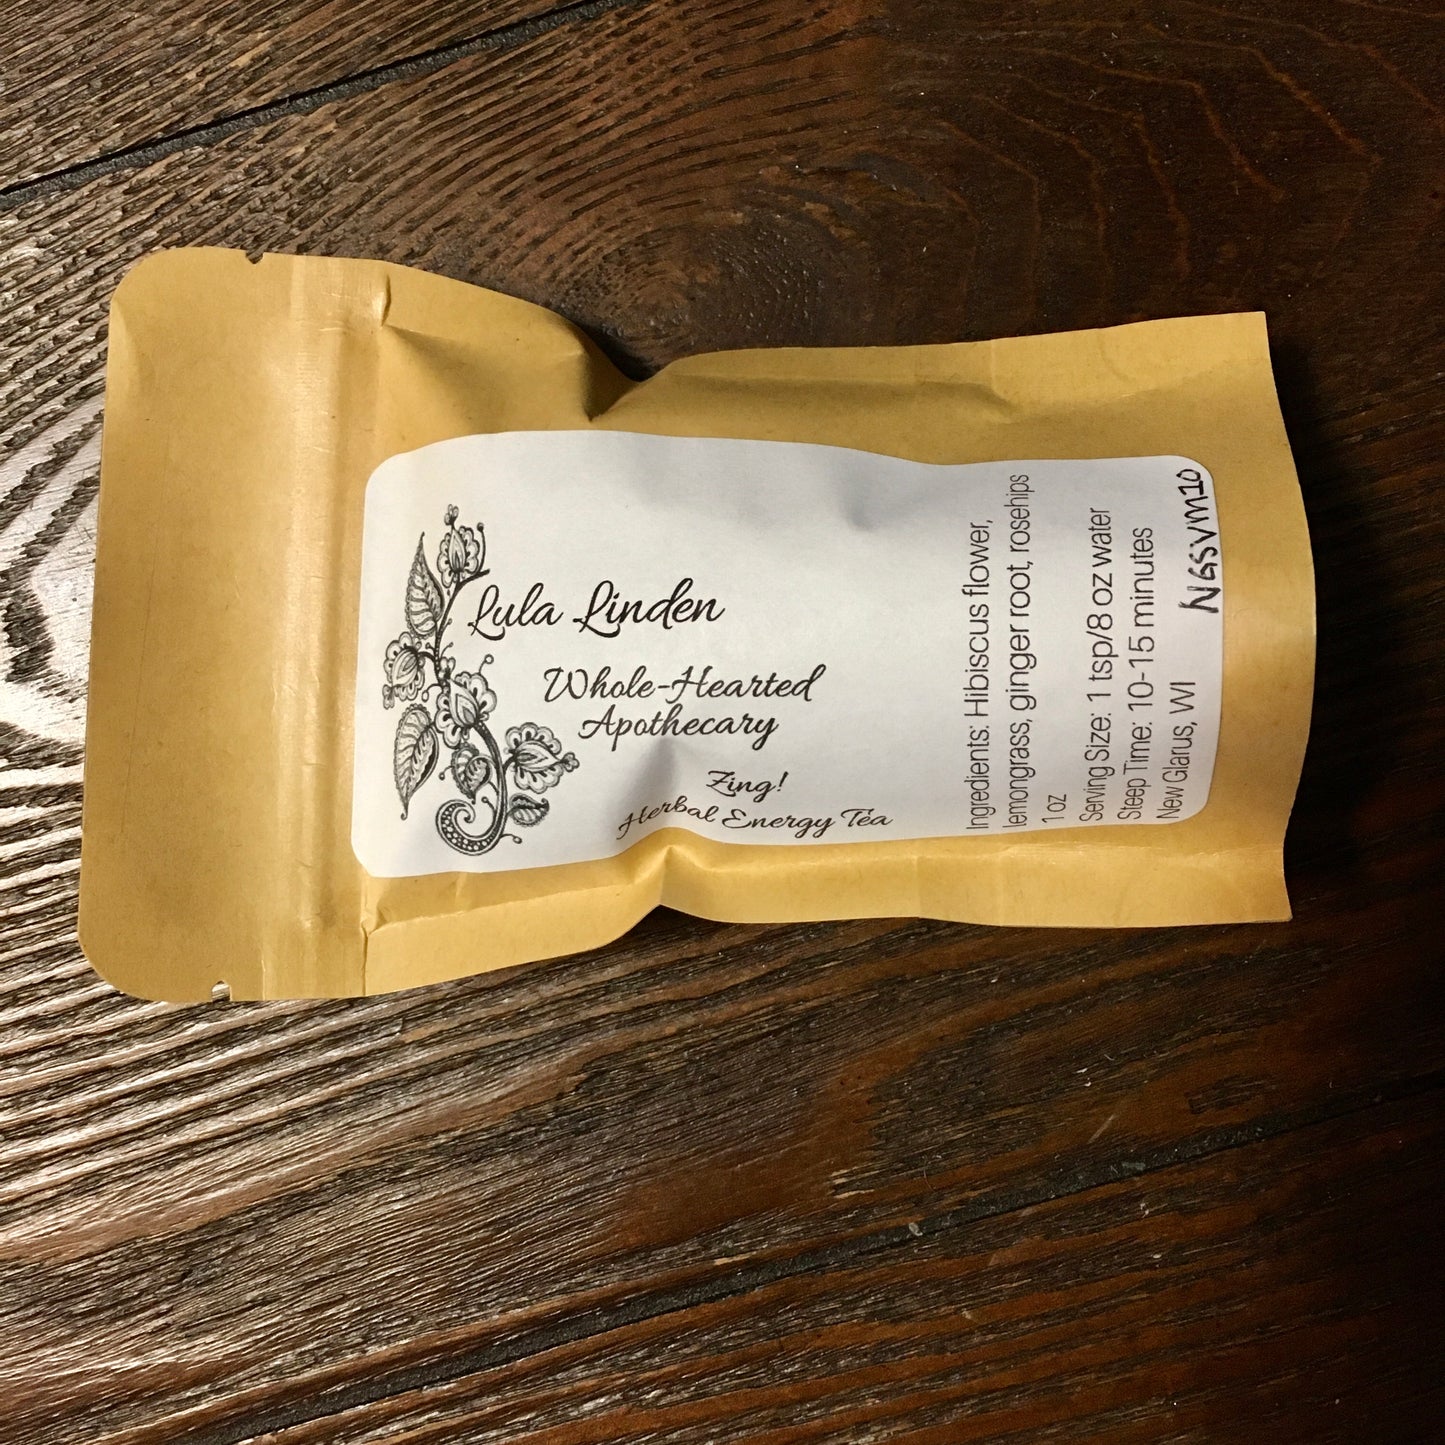 Lula Linden
Whole-Hearted
Apothecary
Zing!
Herbal Energy Tea
Ingredients: Hibiscus flower,
lemongrass, ginger root, rosehips
1 oz
Serving Size: 1 tsp/8 oz water
Steep Time: 10-15 minutes
New Glarus, WI
NGSVM10